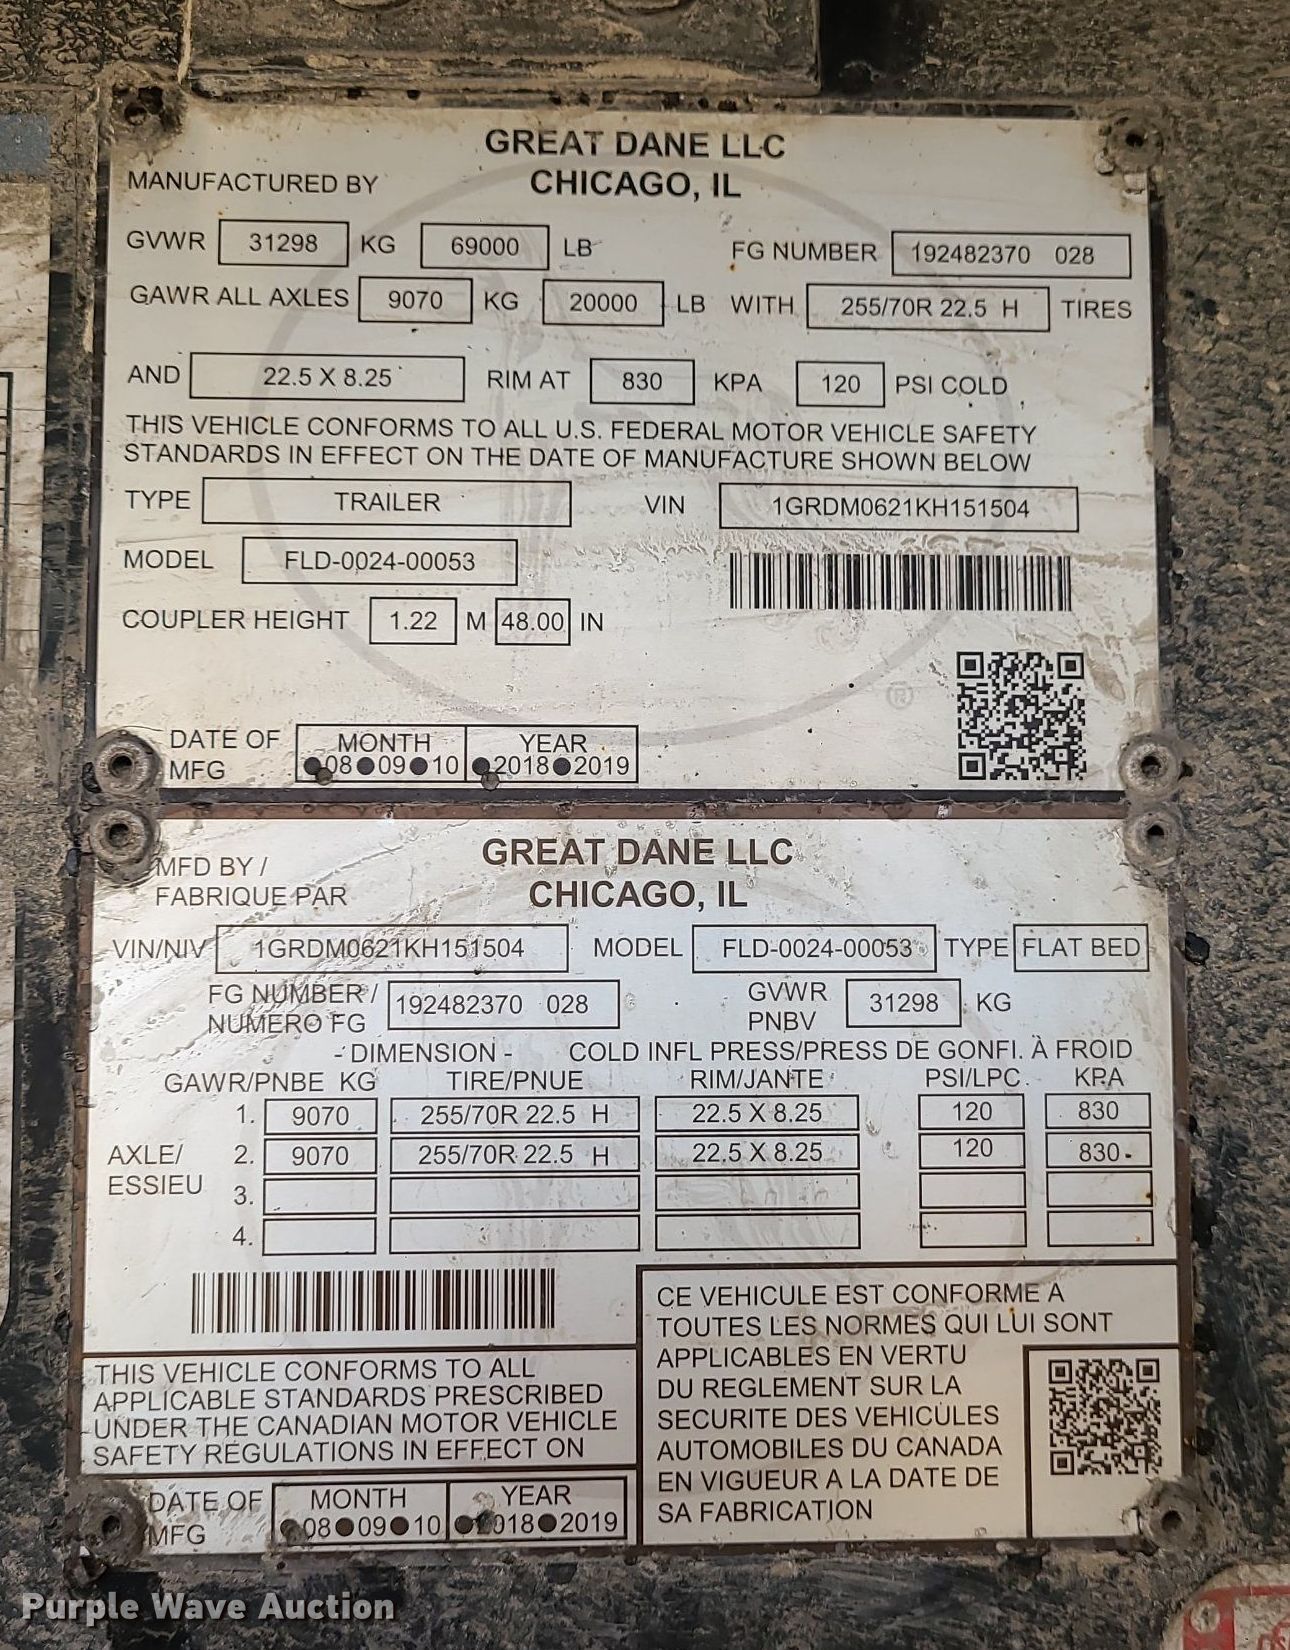 GREAT DANE LLC
MANUFACTURED BY CHICAGO, IL
GVWR 31298 KG 69000 LB FG NUMBER 192482370 028
GAWR ALL AXLES 9070 KG 20000 LB WITH 255/70R 22.5 H TIRES
AND 22.5 X 8.25 RIM AT 830 KPA 120 PSI COLD
THIS VEHICLE CONFORMS TO ALL U.S. FEDERAL MOTOR VEHICLE SAFETY
STANDARDS IN EFFECT ON THE DATE OF MANUFACTURE SHOWN BELOW
TYPE TRAILER VIN 1GRDM0621KH151504
MODEL FLD-0024-00053
COUPLER HEIGHT 1.22 M 48.00 IN
®
DATE OF MONTH YEAR
MFG ●08●09●10 ●2018●2019
GREAT DANE LLC
MFD BY /
FABRIQUE PAR CHICAGO, IL
VIN/NIV 1GRDM0621KH151504 MODEL FLD-0024-00053 TYPE FLAT BED
FG NUMBER / 192482370 028 GVWR 31298 KG
NUMERO FG PNBV
- DIMENSION - COLD INFL PRESS/PRESS DE GONFI. À FROID
GAWR/PNBE KG TIRE/PNUE RIM/JANTE PSI/LPC. KPA
1. 9070 255/70R 22.5 H 22.5 X 8.25 120 830
AXLE/ 2. 9070 255/70R 22.5 H 22.5 X 8.25 120 830
ESSIEU 3.
4.
THIS VEHICLE CONFORMS TO ALL
APPLICABLE STANDARDS PRESCRIBED
UNDER THE CANADIAN MOTOR VEHICLE
SAFETY REGULATIONS IN EFFECT ON
DATE OF MONTH YEAR
MFG ●08●09●10 ●2018●2019
CE VEHICULE EST CONFORME A
TOUTES LES NORMES QUI LUI SONT
APPLICABLES EN VERTU
DU REGLEMENT SUR LA
SECURITE DES VEHICULES
AUTOMOBILES DU CANADA
EN VIGUEUR A LA DATE DE
SA FABRICATION
Purple Wave Auction